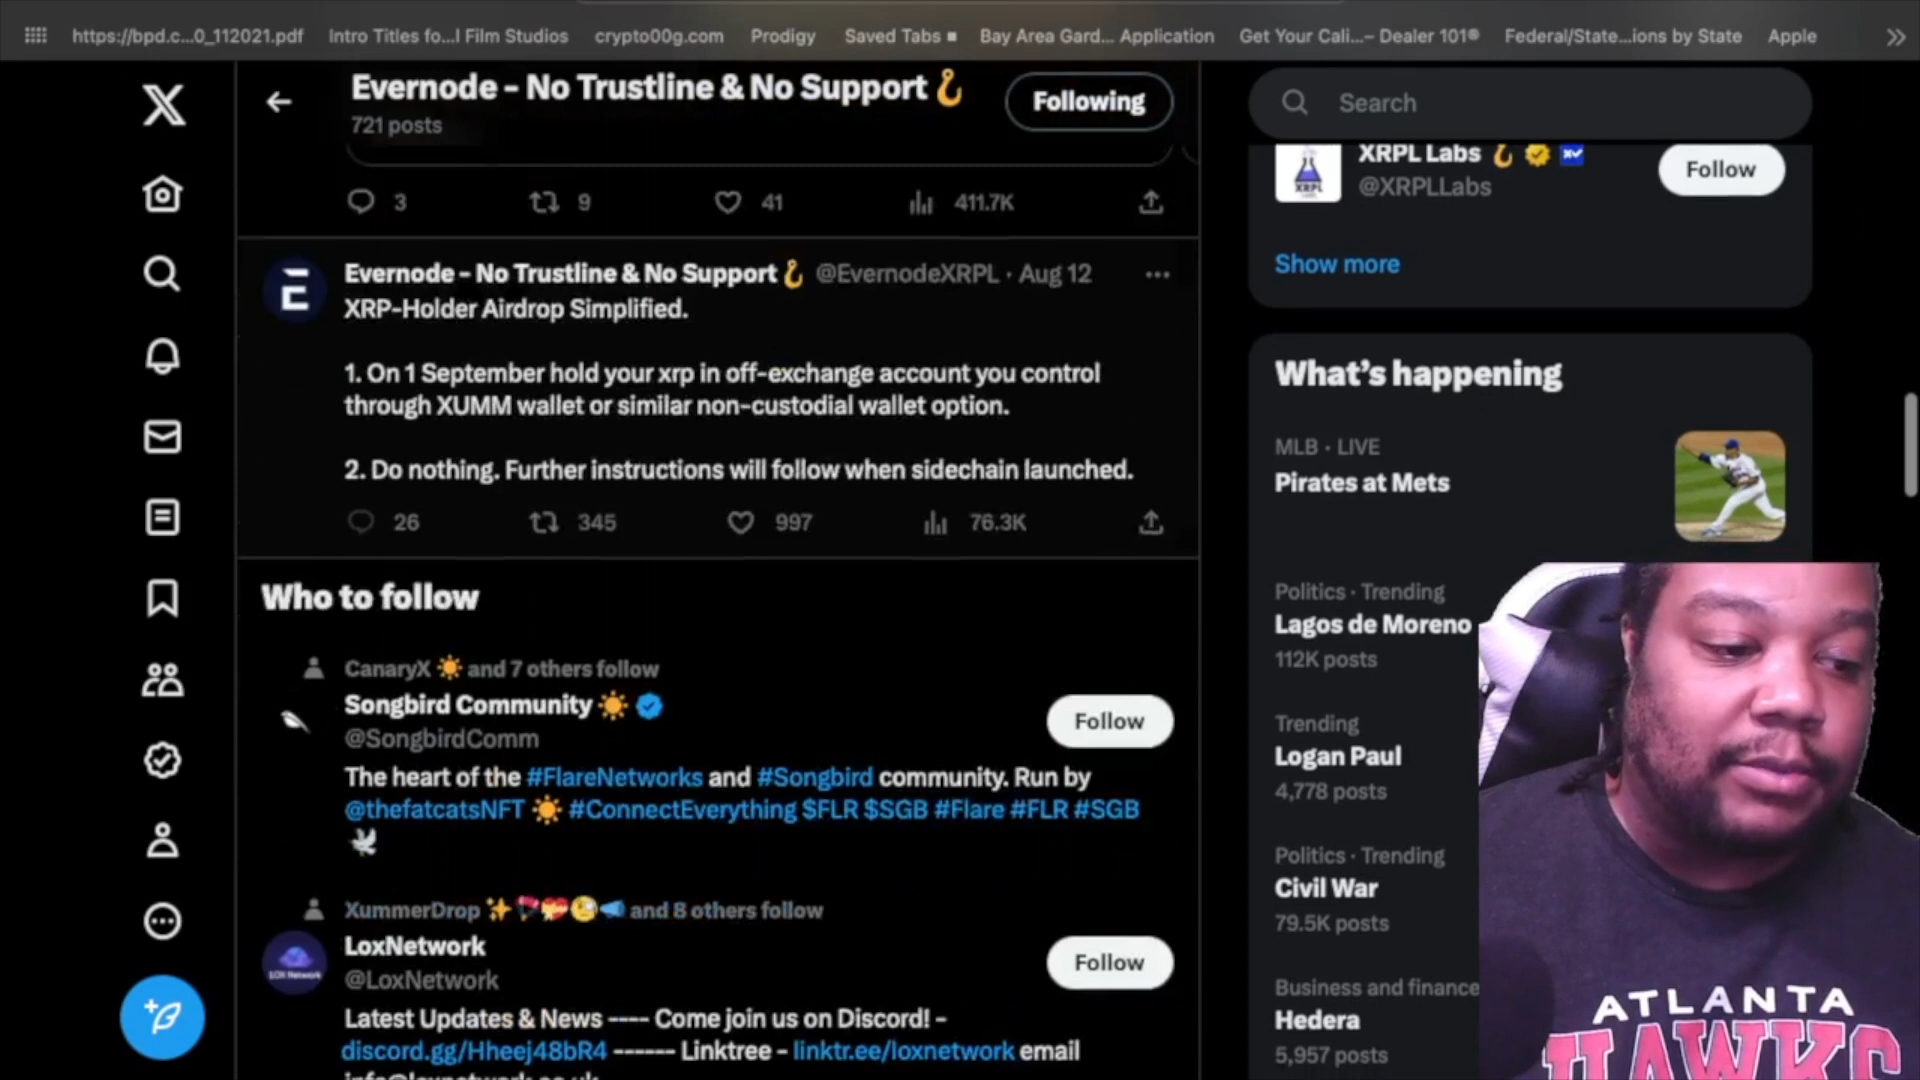 https://bpd.c...0_112021.pdf Intro Titles fo...l Film Studios crypto00g.com Prodigy Saved Tabs Bay Area Gard... Application Get Your Cali...– Dealer 101® Federal/State...ions by State Apple
Evernode - No Trustline & No Support
721 posts
Following
3 9 41 411.7K
Evernode - No Trustline & No Support @EvernodeXRPL · Aug 12
XRP-Holder Airdrop Simplified.
1. On 1 September hold your xrp in off-exchange account you control
through XUMM wallet or similar non-custodial wallet option.
2. Do nothing. Further instructions will follow when sidechain launched.
26 345 997 76.3K
Who to follow
CanaryX and 7 others follow
Songbird Community
@SongbirdComm
Follow
The heart of the #FlareNetworks and #Songbird community. Run by
@thefatcatsNFT #ConnectEverything $FLR $SGB #Flare #FLR #SGB
XummerDrop and 8 others follow
LoxNetwork
@LoxNetwork
Follow
Latest Updates & News ---- Come join us on Discord! -
discord.gg/Hheej48bR4 ------ Linktree - linktr.ee/loxnetwork email
info@loxnetwork.co.uk
Search
XRPL Labs
@XRPLLabs
Follow
XRPL
Show more
What's happening
MLB · LIVE
Pirates at Mets
Politics · Trending
Lagos de Moreno
112K posts
Trending
Logan Paul
4,778 posts
Politics · Trending
Civil War
79.5K posts
Business and finance
Hedera
5,957 posts
ATLANTA
HAWKS